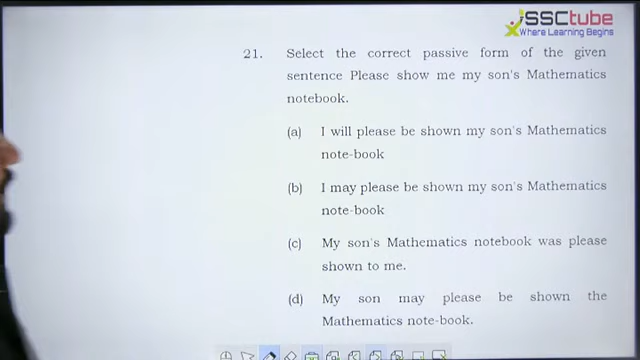 SSCtube
Where Learning Begins
21. Select the correct passive form of the given
sentence Please show me my son's Mathematics
notebook.
(a) I will please be shown my son's Mathematics
note-book
(b) I may please be shown my son's Mathematics
note-book
(c) My son's Mathematics notebook was please
shown to me.
(d) My son may please be shown the
Mathematics note-book.